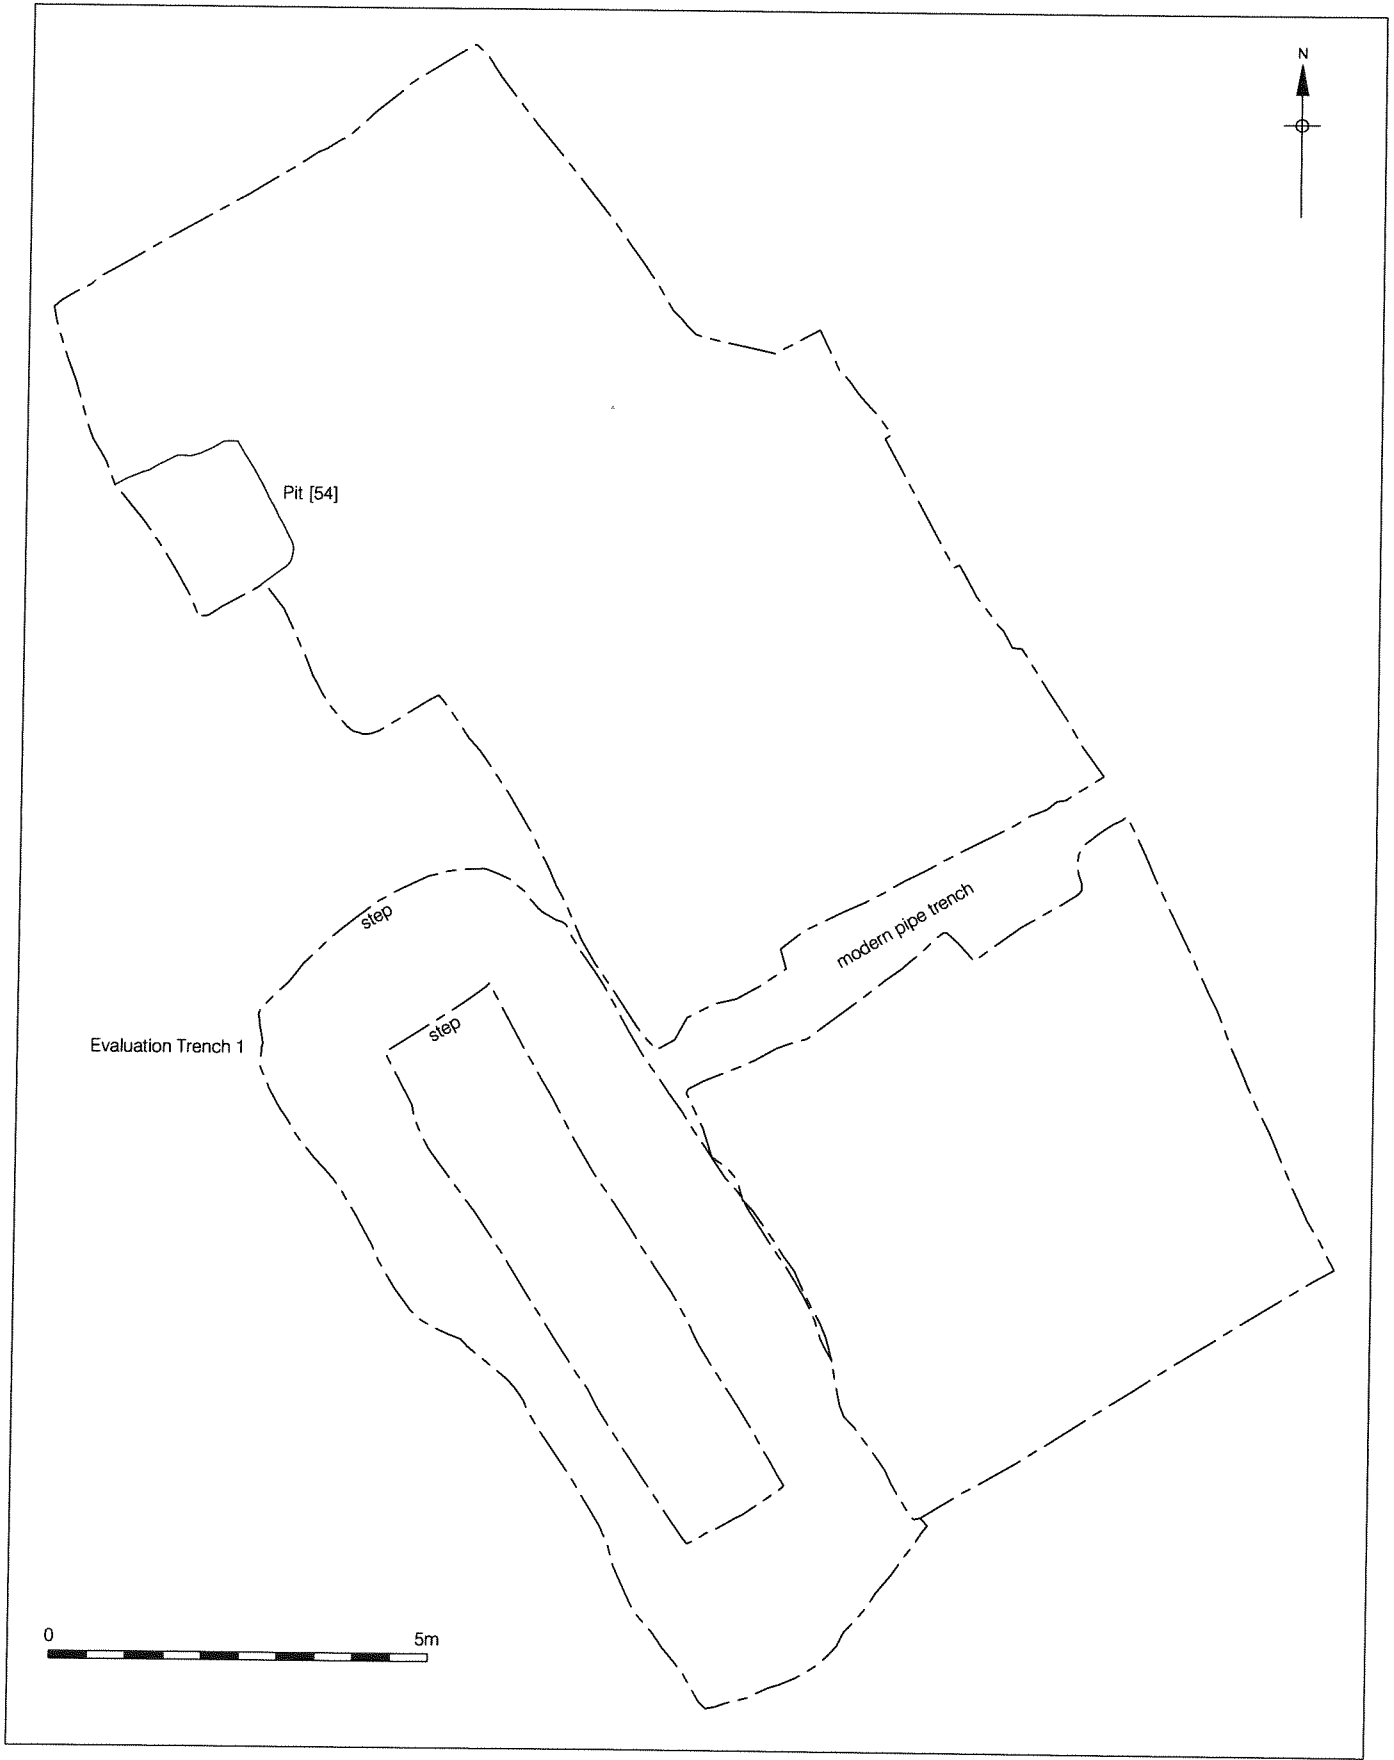 N
Pit [54]
modern pipe trench
step
step
Evaluation Trench 1
0 5m